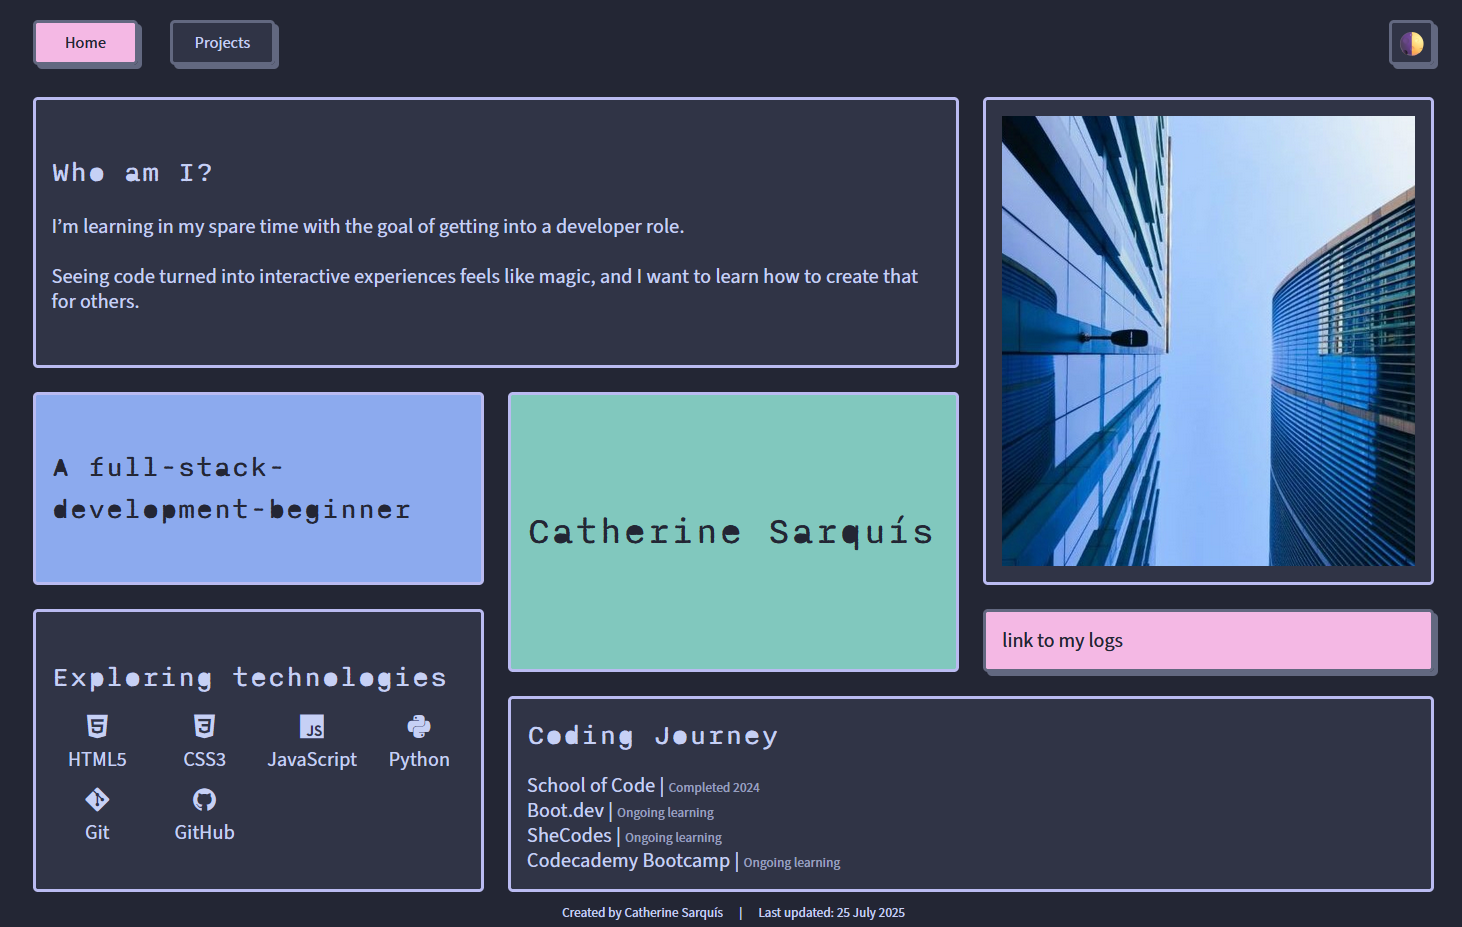 Home
Projects
Who am I?
I’m learning in my spare time with the goal of getting into a developer role.
Seeing code turned into interactive experiences feels like magic, and I want to learn how to create that
for others.
A full-stack-
development-beginner
Catherine Sarquís
link to my logs
Exploring technologies
JS
HTML5 CSS3 JavaScript Python
Git GitHub
Coding Journey
School of Code | Completed 2024
Boot.dev | Ongoing learning
SheCodes | Ongoing learning
Codecademy Bootcamp | Ongoing learning
Created by Catherine Sarquís | Last updated: 25 July 2025